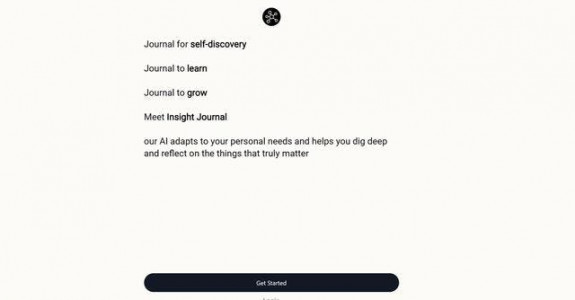 Journal for self-discovery
Journal to learn
Journal to grow
Meet Insight Journal
our AI adapts to your personal needs and helps you dig deep
and reflect on the things that truly matter
Get Started